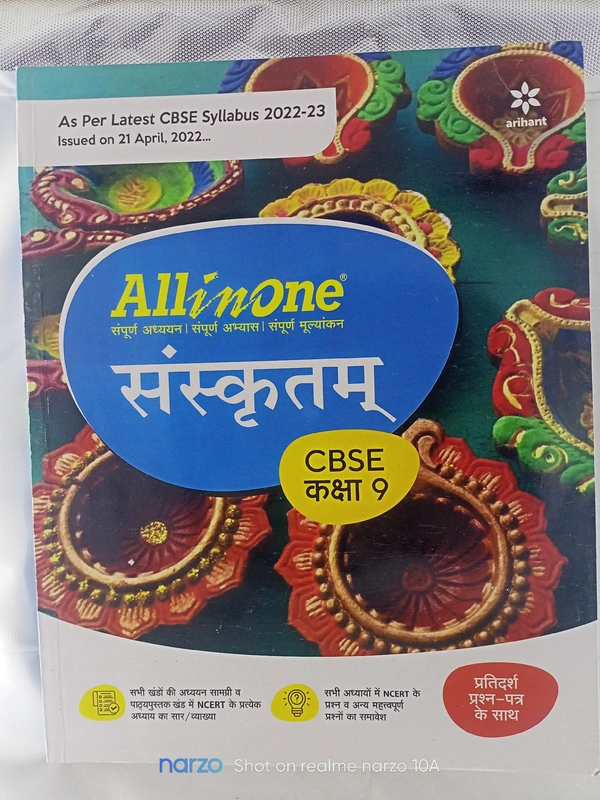 As Per Latest CBSE Syllabus 2022-23
Issued on 21 April, 2022...
arihant
All in One®
संपूर्ण अध्ययन | संपूर्ण अभ्यास | संपूर्ण मूल्यांकन
संस्कृतम्
CBSE
कक्षा 9
सभी खंडों की अध्ययन सामग्री व
पाठ्यपुस्तक खंड में NCERT के प्रत्येक
अध्याय का सार/व्याख्या
सभी अध्यायों में NCERT के
प्रश्न व अन्य महत्त्वपूर्ण
प्रश्नों का समावेश
प्रतिदर्श
प्रश्न-पत्र
के साथ
narzo Shot on realme narzo 10A